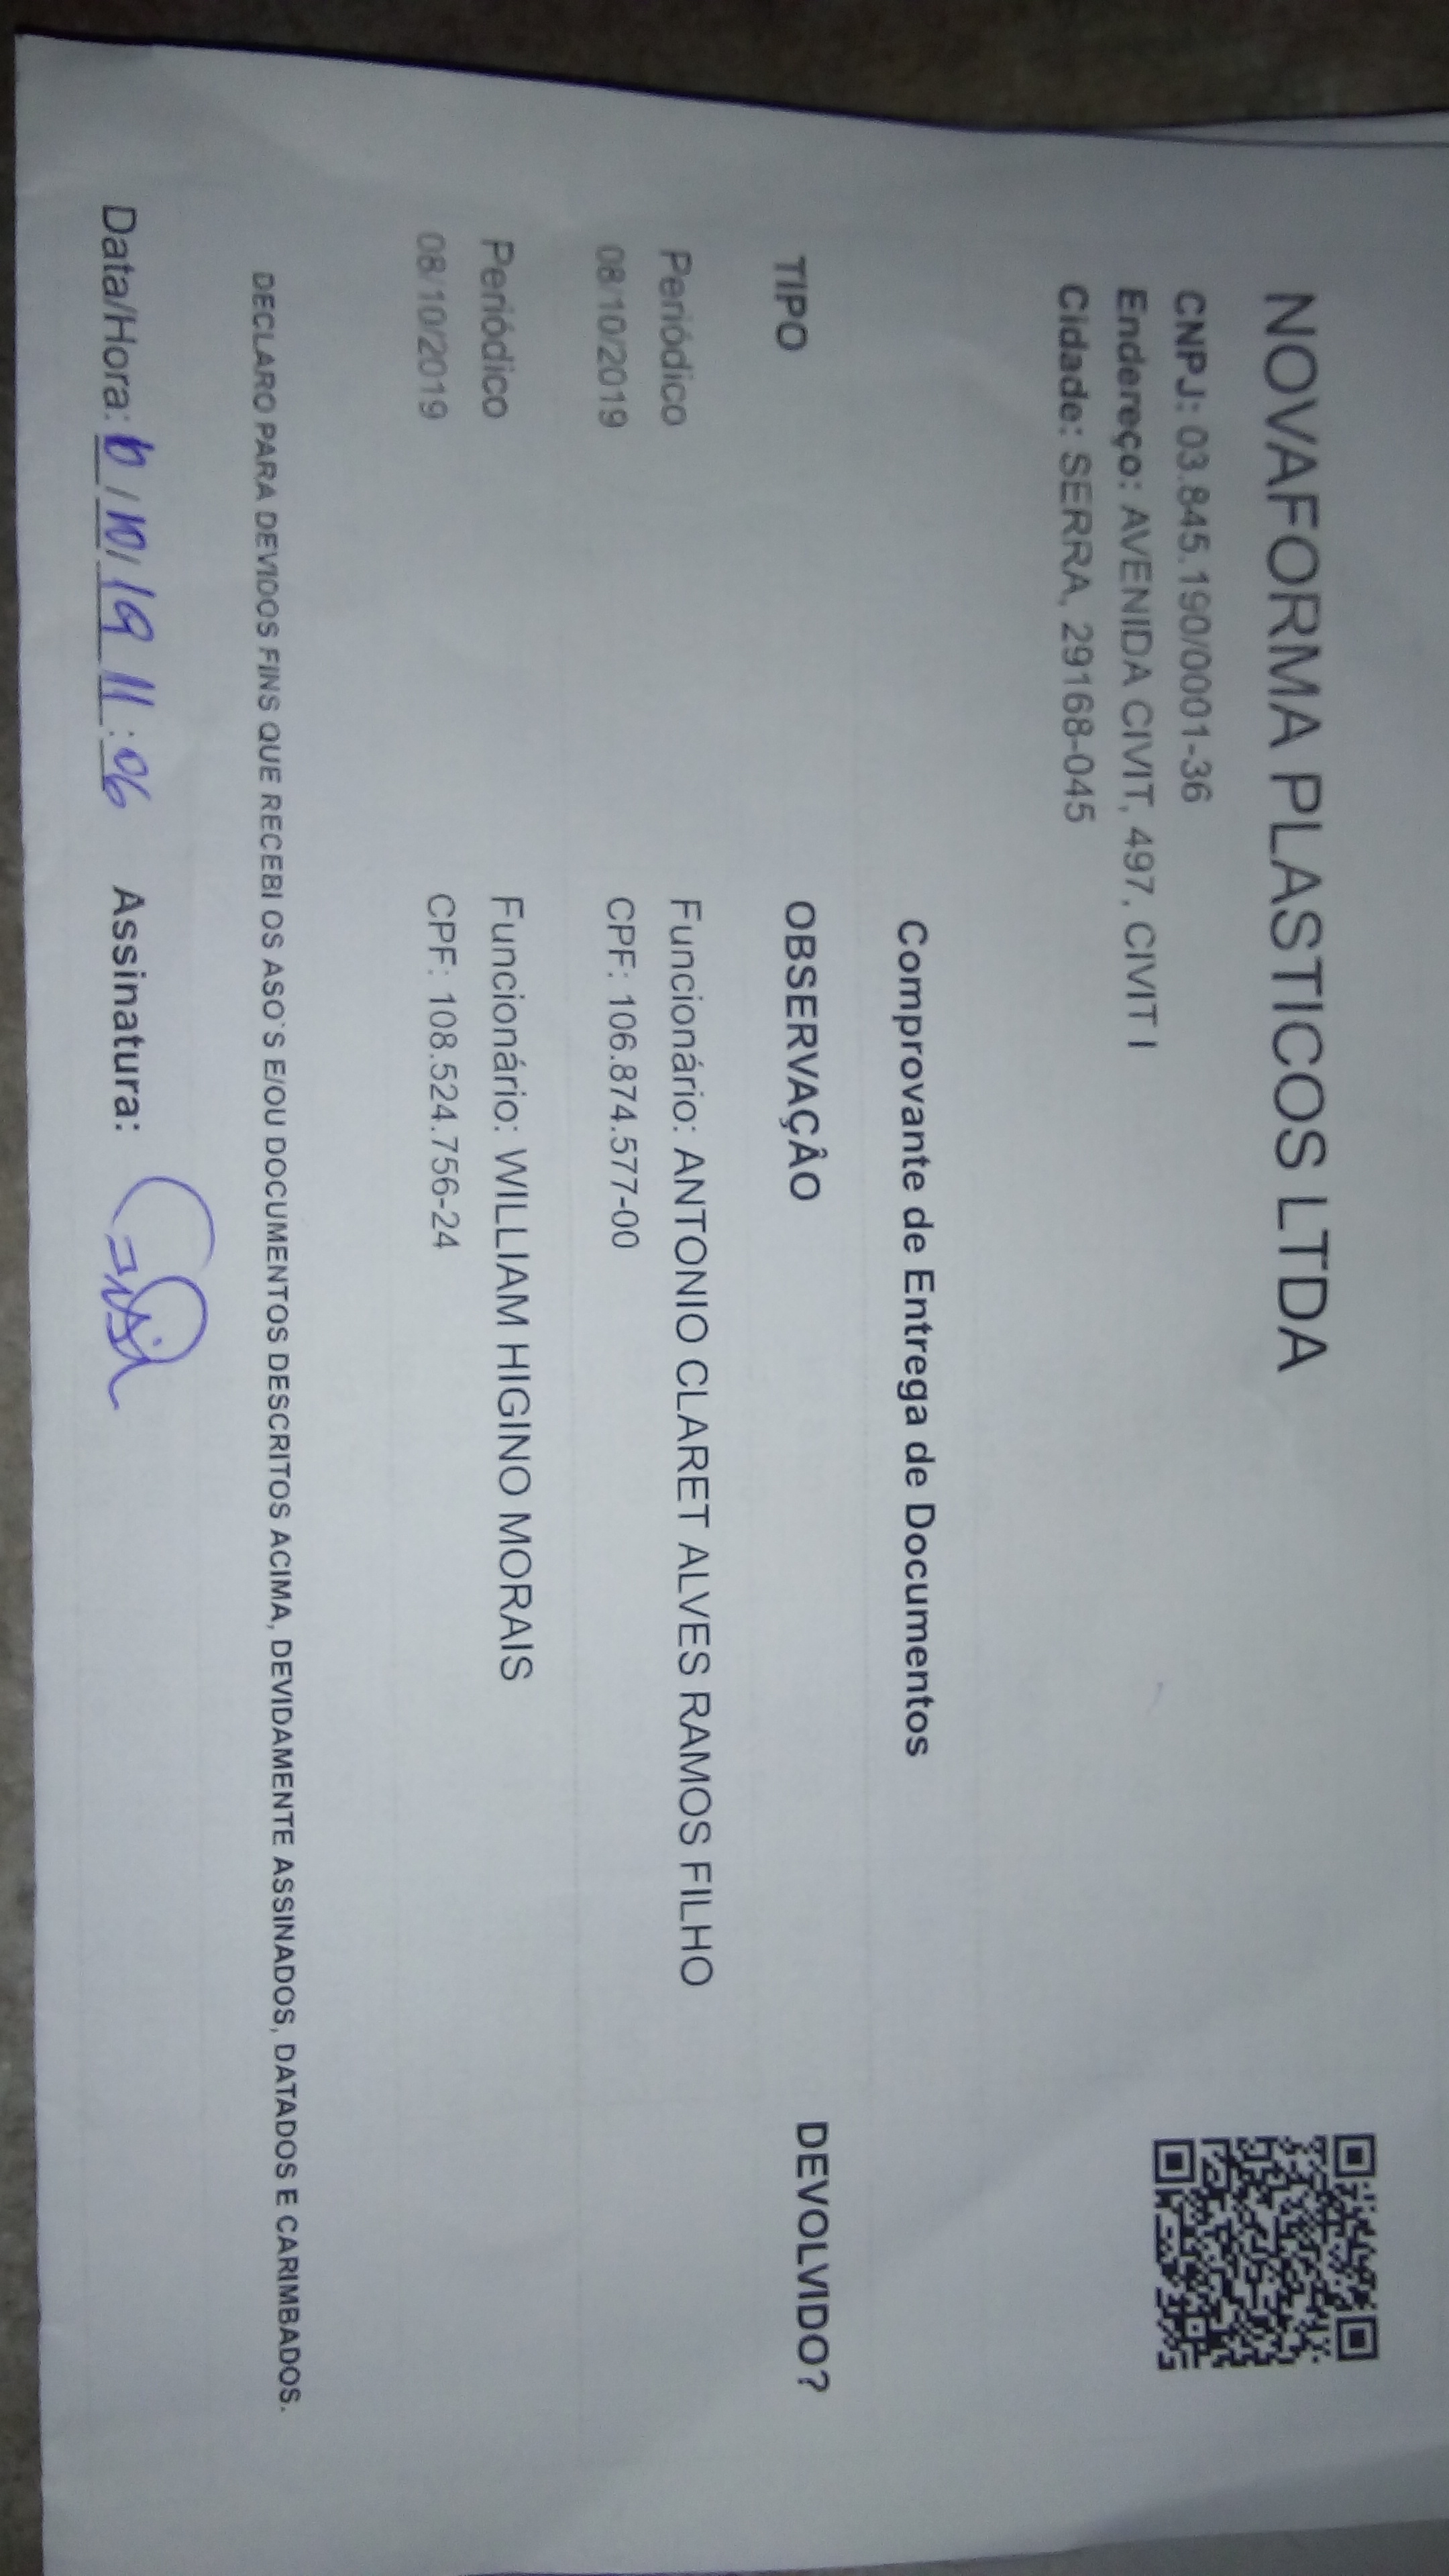 NOVAFORMA PLASTICOS LTDA
CNPJ: 03.845.190/0001-36
Endereço: AVENIDA CIVIT, 497, CIVIT I
Cidade: SERRA, 29168-045
Comprovante de Entrega de Documentos
TIPO OBSERVAÇÂO DEVOLVIDO?
Periódico Funcionário: ANTONIO CLARET ALVES RAMOS FILHO
08/10/2019 CPF: 106.874.577-00
Periódico Funcionário: WILLIAM HIGINO MORAIS
08/10/2019 CPF: 108.524.756-24
DECLARO PARA DEVIDOS FINS QUE RECEBI OS ASO`S E/OU DOCUMENTOS DESCRITOS ACIMA, DEVIDAMENTE ASSINADOS, DATADOS E CARIMBADOS.
Data/Hora: /10/19 11:06 Assinatura: